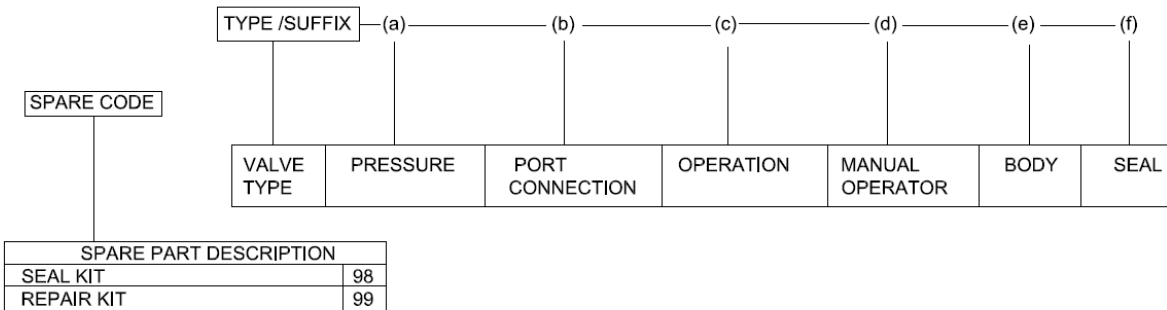 TYPE /SUFFIX (a) (b) (c) (d) (e) (f)
SPARE CODE
VALVE TYPE
PRESSURE
PORT CONNECTION
OPERATION
MANUAL OPERATOR
BODY
SEAL
SPARE PART DESCRIPTION
SEAL KIT 98
REPAIR KIT 99